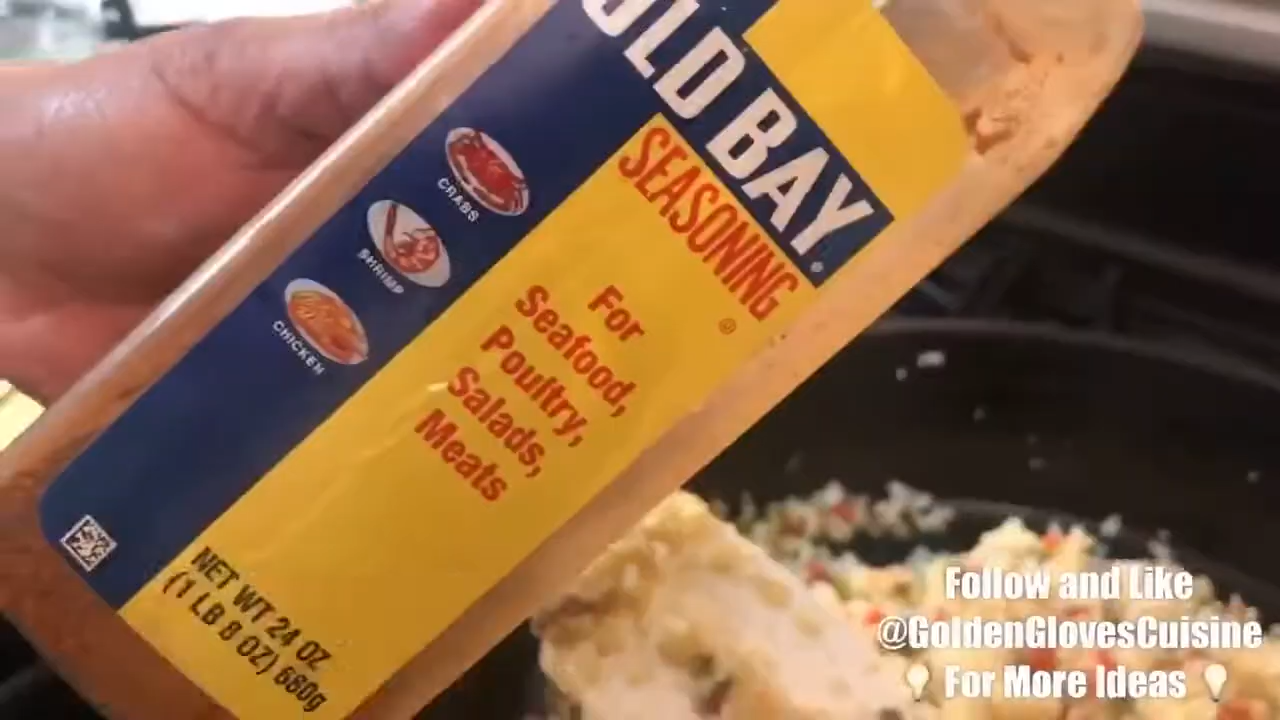 OLD BAY
SEASONING
CRABS
SHRIMP
CHICKEN
For
Seafood,
Poultry,
Salads,
Meats
NET WT 24 OZ
(1 LB 8 OZ) 680g
Follow and Like
@GoldenGlovesCuisine
For More Ideas